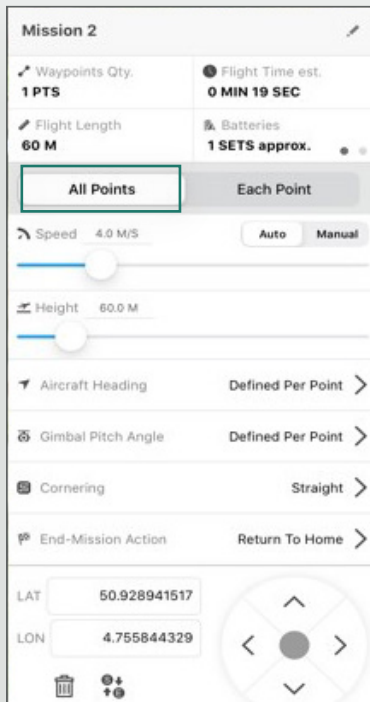 Mission 2
Waypoints Qty.
1 PTS
Flight Time est.
0 MIN 19 SEC
Flight Length
60 M
Batteries
1 SETS approx.
All Points
Each Point
Speed 4.0 M/S Auto Manual
Height 60.0 M
Aircraft Heading Defined Per Point
Gimbal Pitch Angle Defined Per Point
Cornering Straight
End-Mission Action Return To Home
LAT 50.928941517
LON 4.755844329